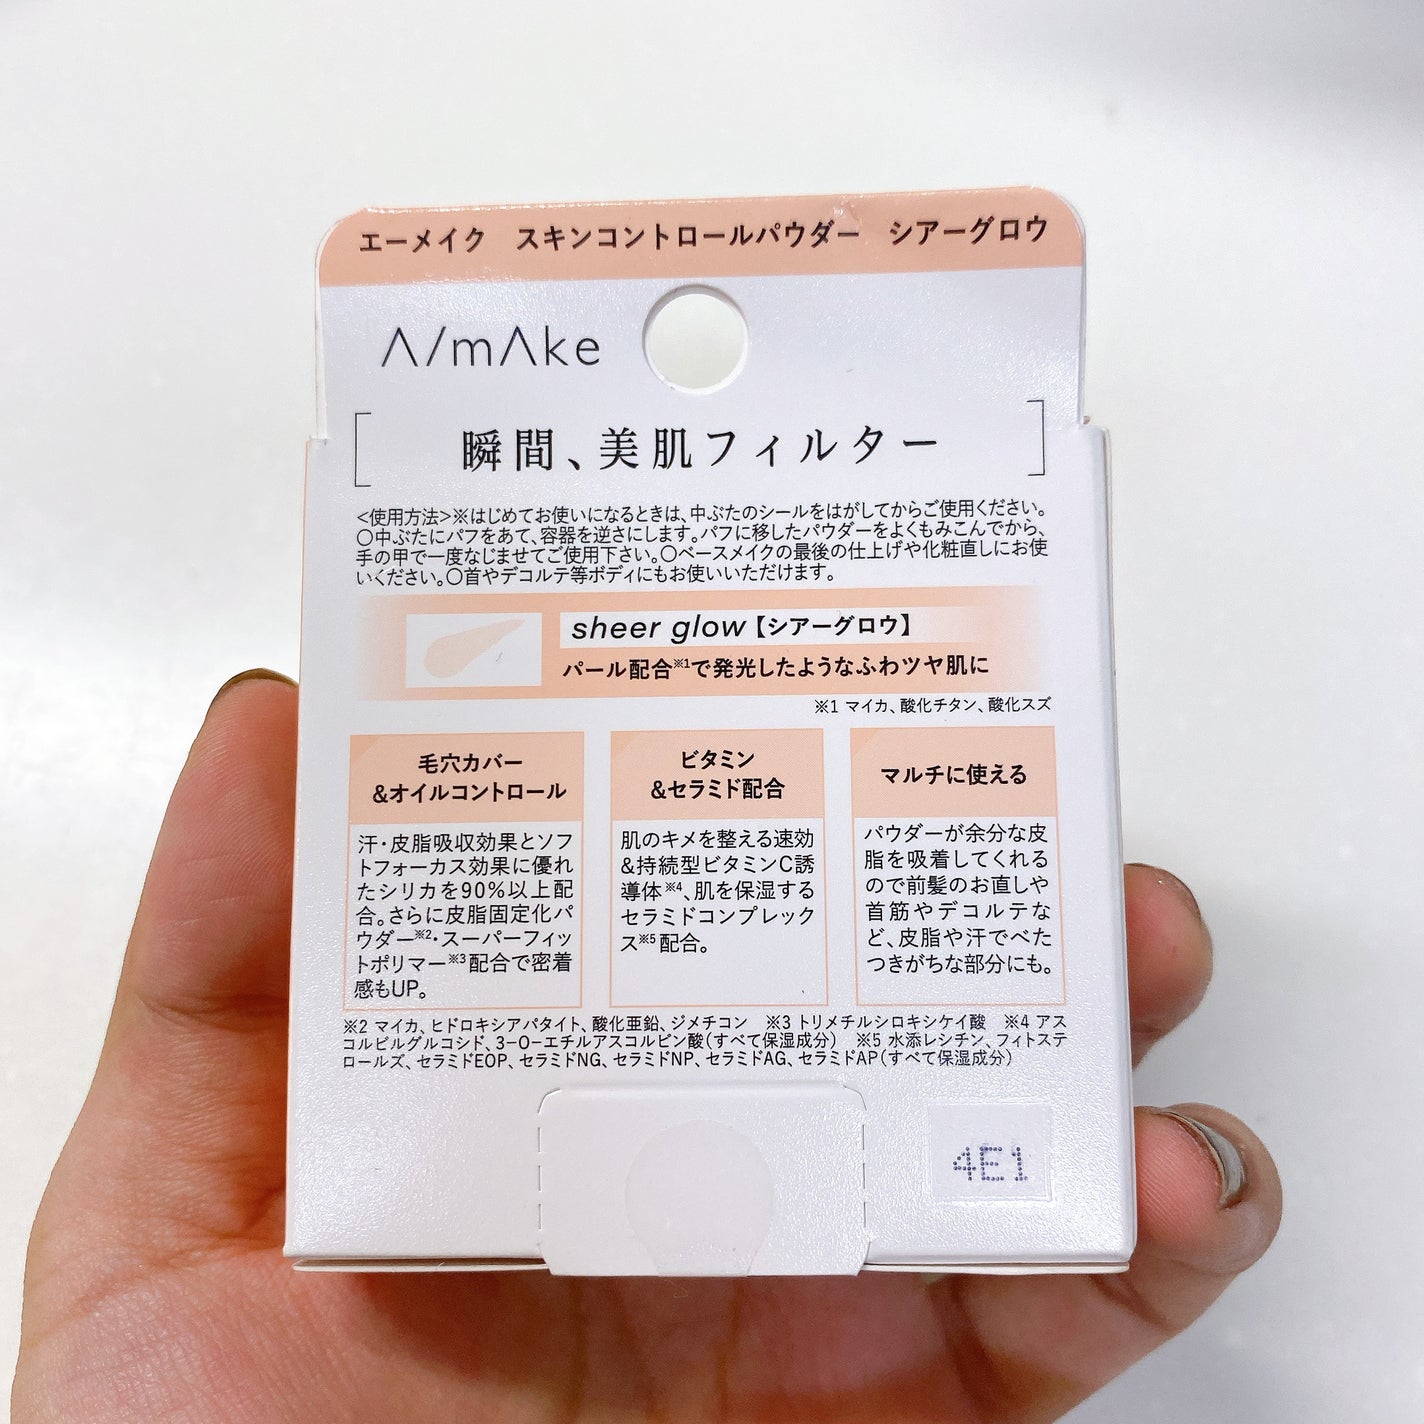 エーメイク スキンコントロールパウダー シアーグロウ
A/mAke
瞬間、美肌フィルター
<使用方法>※はじめてお使いになるときは、中ぶたのシールをはがしてからご使用ください。
〇中ぶたにパフをあて、容器を逆さにします。パフに移したパウダーをよくもみこんでから、
手の甲で一度なじませてご使用下さい。〇ベースメイクの最後の仕上げや化粧直しにお使
いください。〇首やデコルテ等ボディにもお使いいただけます。
sheer glow【シアーグロウ】
パール配合※1で発光したようなふわツヤ肌に
※1 マイカ、酸化チタン、酸化スズ
毛穴カバー
&オイルコントロール
汗・皮脂吸収効果とソフ
トフォーカス効果に優れ
たシリカを90%以上配
合。さらに皮脂固定化パ
ウダー※2・スーパーフィッ
トポリマー※3配合で密着
感もUP。
ビタミン
&セラミド配合
肌のキメを整える速効
&持続型ビタミンC誘
導体※4、肌を保湿する
セラミドコンプレック
ス※5配合。
マルチに使える
パウダーが余分な皮
脂を吸着してくれる
ので前髪のお直しや
首筋やデコルテな
ど、皮脂や汗でべた
つきがちな部分にも。
※2 マイカ、ヒドロキシアパタイト、酸化亜鉛、ジメチコン ※3 トリメチルシロキシケイ酸 ※4 アス
コルビルグルコシド、3-O-エチルアスコルビン酸(すべて保湿成分) ※5 水添レシチン、フィトステ
ロールズ、セラミドEOP、セラミドNG、セラミドNP、セラミドAG、セラミドAP(すべて保湿成分)
4E1